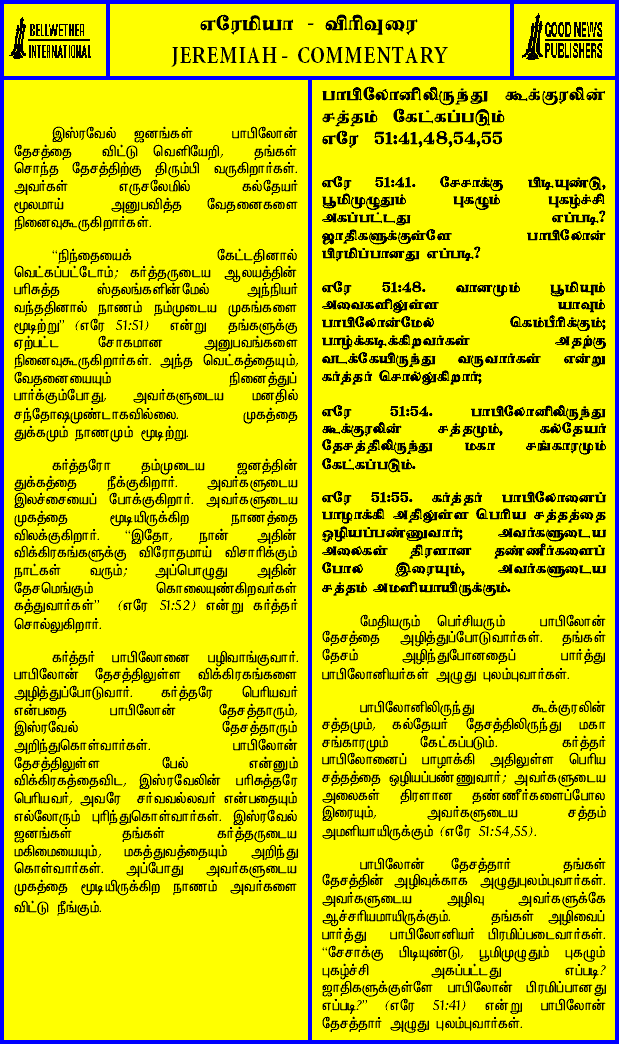 BELLWETHER
INTERNATIONAL
எரேமியா - விரிவுரை
JEREMIAH - COMMENTARY
GOOD NEWS
PUBLISHERS
இஸ்ரவேல் ஜனங்கள் பாபிலோன்
தேசத்தை விட்டு வெளியேறி, தங்கள்
சொந்த தேசத்திற்கு திரும்பி வருகிறார்கள்.
அவர்கள் எருசலேமில் கல்தேயர்
மூலமாய் அனுபவித்த வேதனைகளை
நினைவுகூருகிறார்கள்.
“நிந்தையைக் கேட்டதினால்
வெட்கப்பட்டோம்; கர்த்தருடைய ஆலயத்தின்
பரிசுத்த ஸ்தலங்களின்மேல் அந்நியர்
வந்ததினால் நாணம் நம்முடைய முகங்களை
மூடிற்று” (எரே 51:51) என்று தங்களுக்கு
ஏற்பட்ட சோகமான அனுபவங்களை
நினைவுகூருகிறார்கள். அந்த வெட்கத்தையும்,
வேதனையையும் நினைத்துப்
பார்க்கும்போது, அவர்களுடைய மனதில்
சந்தோஷமுண்டாகவில்லை. முகத்தை
துக்கமும் நாணமும் மூடிற்று.
கர்த்தரோ தம்முடைய ஜனத்தின்
துக்கத்தை நீக்குகிறார். அவர்களுடைய
இலச்சையைப் போக்குகிறார். அவர்களுடைய
முகத்தை மூடியிருக்கிற நாணத்தை
விலக்குகிறார். “இதோ, நான் அதின்
விக்கிரகங்களுக்கு விரோதமாய் விசாரிக்கும்
நாட்கள் வரும்; அப்பொழுது அதின்
தேசமெங்கும் கொலையுண்கிறவர்கள்
கத்துவார்கள்” (எரே 51:52) என்று கர்த்தர்
சொல்லுகிறார்.
கர்த்தர் பாபிலோனை பழிவாங்குவார்.
பாபிலோன் தேசத்திலுள்ள விக்கிரகங்களை
அழித்துப்போடுவார். கர்த்தரே பெரியவர்
என்பதை பாபிலோன் தேசத்தாரும்,
இஸ்ரவேல் தேசத்தாரும்
அறிந்துகொள்வார்கள். பாபிலோன்
தேசத்திலுள்ள பேல் என்னும்
விக்கிரகத்தைவிட, இஸ்ரவேலின் பரிசுத்தரே
பெரியவர், அவரே சர்வவல்லவர் என்பதையும்
எல்லோரும் புரிந்துகொள்வார்கள். இஸ்ரவேல்
ஜனங்கள் தங்கள் கர்த்தருடைய
மகிமையையும், மகத்துவத்தையும் அறிந்து
கொள்வார்கள். அப்போது அவர்களுடைய
முகத்தை மூடியிருக்கிற நாணம் அவர்களை
விட்டு நீங்கும்.
பாபிலோனிலிருந்து கூக்குரலின்
சத்தம் கேட்கப்படும்
எரே 51:41,48,54,55
எரே 51:41. சேசாக்கு பிடியுண்டு,
பூமிமுழுதும் புகழும் புகழ்ச்சி
அகப்பட்டது எப்படி?
ஜாதிகளுக்குள்ளே பாபிலோன்
பிரமிப்பானது எப்படி?
எரே 51:48. வானமும் பூமியும்
அவைகளிலுள்ள யாவும்
பாபிலோன்மேல் கெம்பீரிக்கும்;
பாழ்க்கடிக்கிறவர்கள் அதற்கு
வடக்கேயிருந்து வருவார்கள் என்று
கர்த்தர் சொல்லுகிறார்;
எரே 51:54. பாபிலோனிலிருந்து
கூக்குரலின் சத்தமும், கல்தேயர்
தேசத்திலிருந்து மகா சங்காரமும்
கேட்கப்படும்.
எரே 51:55. கர்த்தர் பாபிலோனைப்
பாழாக்கி அதிலுள்ள பெரிய சத்தத்தை
ஒழியப்பண்ணுவார்; அவர்களுடைய
அலைகள் திரளான தண்ணீர்களைப்
போல இரையும், அவர்களுடைய
சத்தம் அமளியாயிருக்கும்.
மேதியரும் பெர்சியரும் பாபிலோன்
தேசத்தை அழித்துப்போடுவார்கள். தங்கள்
தேசம் அழிந்துபோனதைப் பார்த்து
பாபிலோனியர்கள் அழுது புலம்புவார்கள்.
பாபிலோனிலிருந்து கூக்குரலின்
சத்தமும், கல்தேயர் தேசத்திலிருந்து மகா
சங்காரமும் கேட்கப்படும். கர்த்தர்
பாபிலோனைப் பாழாக்கி அதிலுள்ள பெரிய
சத்தத்தை ஒழியப்பண்ணுவார்; அவர்களுடைய
அலைகள் திரளான தண்ணீர்களைப்போல
இரையும், அவர்களுடைய சத்தம்
அமளியாயிருக்கும் (எரே 51:54,55).
பாபிலோன் தேசத்தார் தங்கள்
தேசத்தின் அழிவுக்காக அழுதுபுலம்புவார்கள்.
அவர்களுடைய அழிவு அவர்களுக்கே
ஆச்சரியமாயிருக்கும். தங்கள் அழிவைப்
பார்த்து பாபிலோனியர் பிரமிப்படைவார்கள்.
“சேசாக்கு பிடியுண்டு, பூமிமுழுதும் புகழும்
புகழ்ச்சி அகப்பட்டது எப்படி?
ஜாதிகளுக்குள்ளே பாபிலோன் பிரமிப்பானது
எப்படி?” (எரே 51:41) என்று பாபிலோன்
தேசத்தார் அழுது புலம்புவார்கள்.